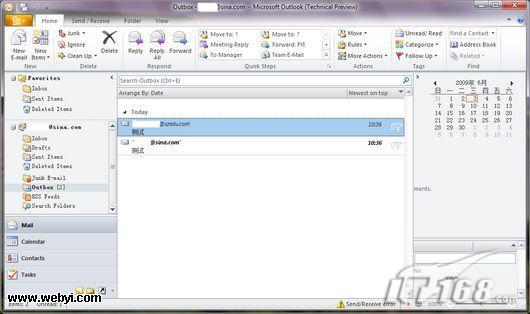 Outbox - @sina.com - Microsoft Outlook (Technical Preview)
Home Send / Receive Folder View
New E-mail New Items Ignore Clean Up Junk Delete
Reply Reply All Forward
Move to: ? Meeting Reply To Manager
Move to: ? Forward: FYI Team E-mail
Move Rules More Actions
Unread/ Read Categorize Follow Up
Find a Contact Address Book Related
New Delete Respond Quick Steps Actions Tags Find
Favorites
Inbox
Sent Items
Deleted Items
@sina.com
Inbox
Drafts
Sent Items
Deleted Items
Junk E-mail
Outbox [2]
RSS Feeds
Search Folders
Mail
Calendar
Contacts
Tasks
Search Outbox (Ctrl+E)
Arrange By: Date Newest on top
Today
@szedu.com' 10:36
测试
@sina.com' 10:36
测试
2009年 6月
日 一 二 三 四 五 六
31 1 2 3 4 5 6
7 8 9 10 11 12 13
14 15 16 17 18 19 20
21 22 23 24 25 26 27
28 29 30 1 2 3 4
5 6 7 8 9 10 11
Items: 2 Unread: 1 Send/Receive error 100%
www.webyi.com
IT168.com